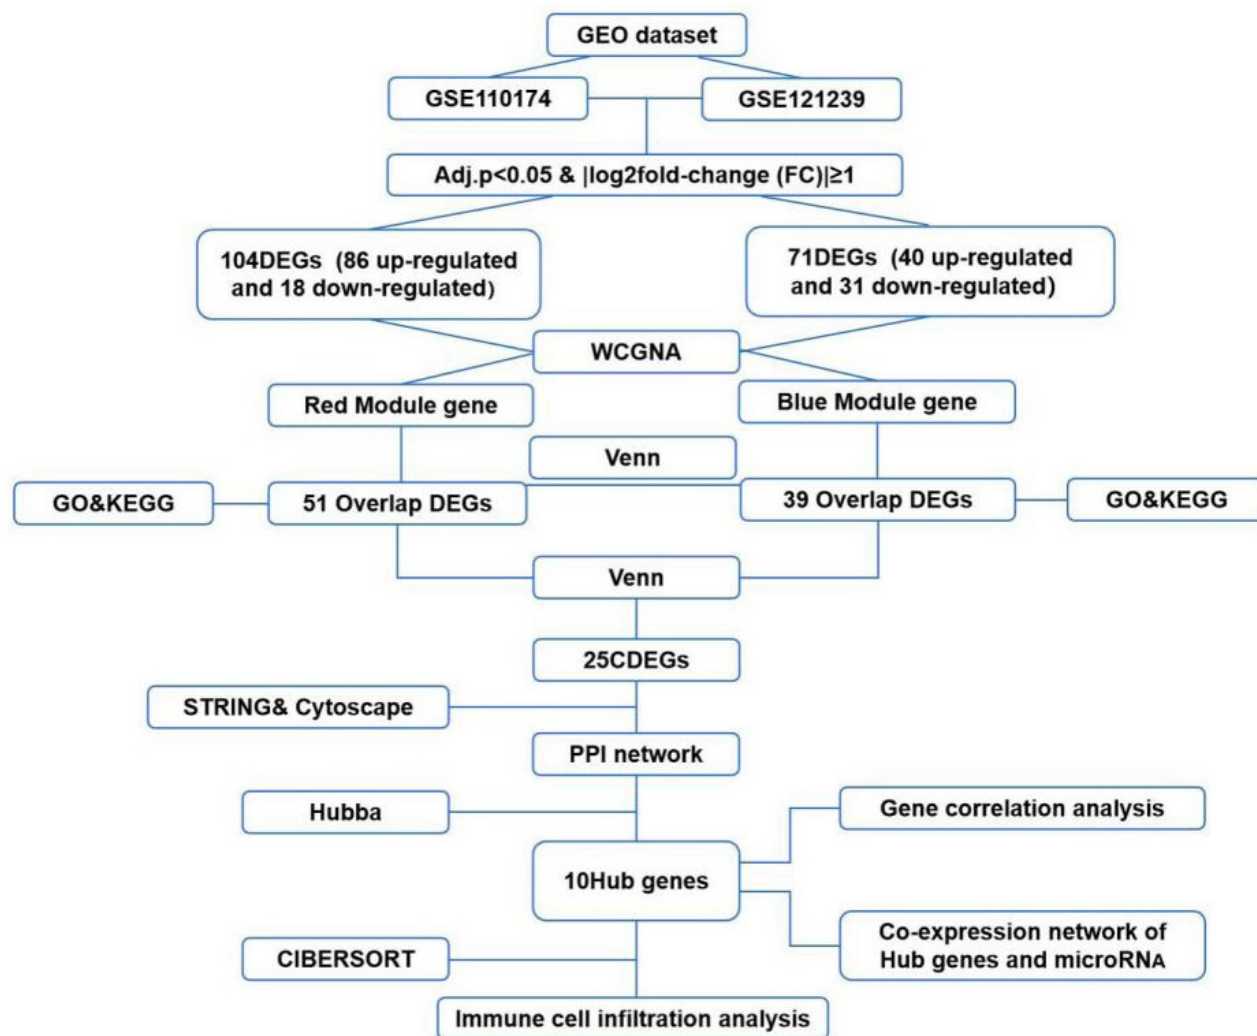 GEO dataset
GSE110174
GSE121239
Adj.p<0.05 & |log2fold-change (FC)|≥1
104DEGs (86 up-regulated
and 18 down-regulated)
71DEGs (40 up-regulated
and 31 down-regulated)
WCGNA
Red Module gene
Blue Module gene
Venn
GO&KEGG
51 Overlap DEGs
39 Overlap DEGs
GO&KEGG
Venn
25CDEGs
STRING& Cytoscape
PPI network
Hubba
Gene correlation analysis
10Hub genes
Co-expression network of
Hub genes and microRNA
CIBERSORT
Immune cell infiltration analysis